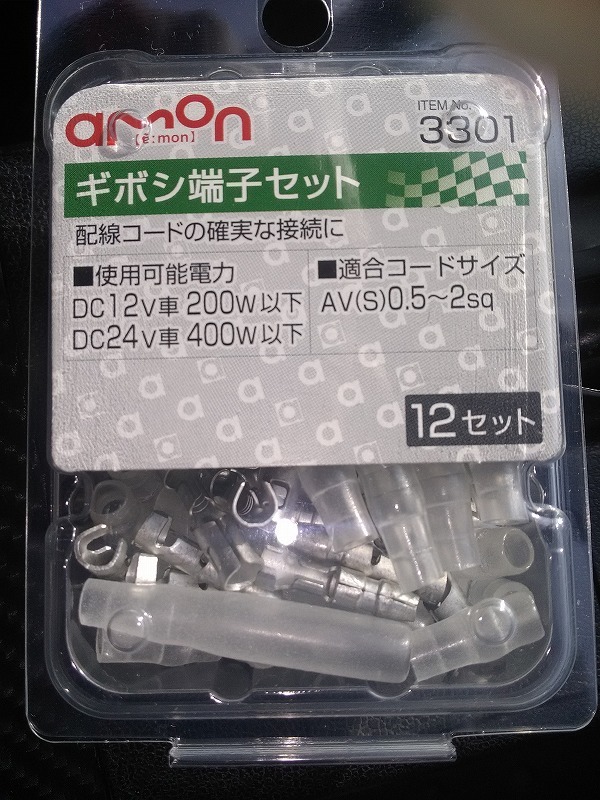 amon
[e:mon]
ITEM No.
3301
ギボシ端子セット
配線コードの確実な接続に
■使用可能電力
DC12V車 200W以下
DC24V車 400W以下
■適合コードサイズ
AV(S)0.5～2sq
12セット